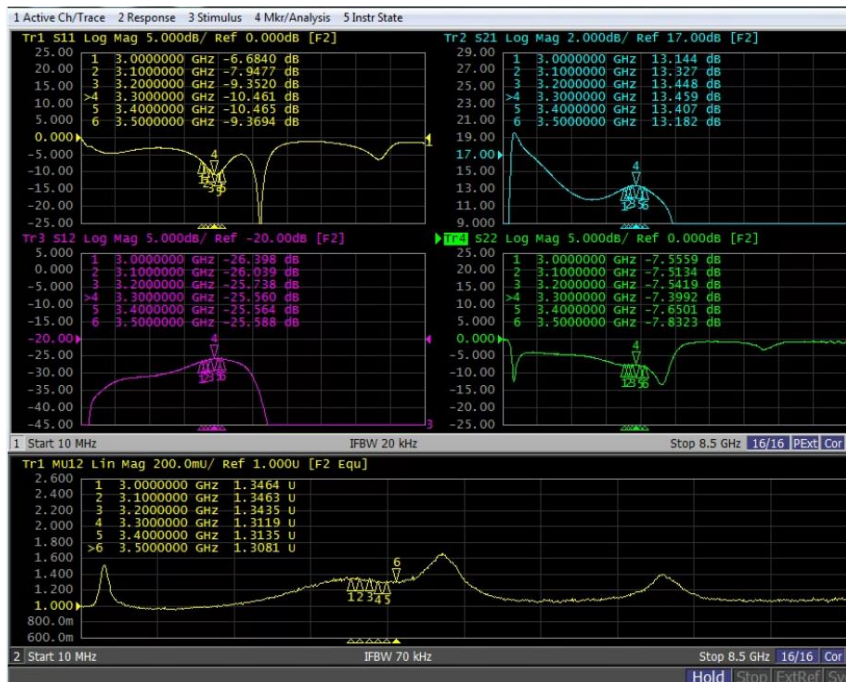 1 Active Ch/Trace 2 Response 3 Stimulus 4 Mkr/Analysis 5 Instr State
Tr1 S11 Log Mag 5.000dB/ Ref 0.000dB [F2]
25.00
20.00
15.00
10.00
5.000
0.000
-5.000
-10.00
-15.00
-20.00
-25.00
1 3.0000000 GHz -6.6840 dB
2 3.1000000 GHz -7.9477 dB
3 3.2000000 GHz -9.3520 dB
>4 3.3000000 GHz -10.461 dB
5 3.4000000 GHz -10.465 dB
6 3.5000000 GHz -9.3694 dB
4
1
Tr2 S21 Log Mag 2.000dB/ Ref 17.00dB [F2]
29.00
27.00
25.00
23.00
21.00
19.00
17.00
15.00
13.00
11.00
9.000
1 3.0000000 GHz 13.144 dB
2 3.1000000 GHz 13.327 dB
3 3.2000000 GHz 13.448 dB
>4 3.3000000 GHz 13.459 dB
5 3.4000000 GHz 13.407 dB
6 3.5000000 GHz 13.182 dB
4
Tr3 S12 Log Mag 5.000dB/ Ref -20.00dB [F2]
5.000
0.000
-5.000
-10.00
-15.00
-20.00
-25.00
-30.00
-35.00
-40.00
-45.00
1 3.0000000 GHz -26.398 dB
2 3.1000000 GHz -26.039 dB
3 3.2000000 GHz -25.738 dB
>4 3.3000000 GHz -25.560 dB
5 3.4000000 GHz -25.564 dB
6 3.5000000 GHz -25.588 dB
4
3
Tr4 S22 Log Mag 5.000dB/ Ref 0.000dB [F2]
25.00
20.00
15.00
10.00
5.000
0.000
-5.000
-10.00
-15.00
-20.00
-25.00
1 3.0000000 GHz -7.5559 dB
2 3.1000000 GHz -7.5134 dB
3 3.2000000 GHz -7.5419 dB
>4 3.3000000 GHz -7.3992 dB
5 3.4000000 GHz -7.6501 dB
6 3.5000000 GHz -7.8323 dB
4
1 Start 10 MHz IFBW 20 kHz Stop 8.5 GHz 16/16 PExt Cor
Tr1 MU12 Lin Mag 200.0mU/ Ref 1.000U [F2 Equ]
2.600
2.400
2.200
2.000
1.800
1.600
1.400
1.200
1.000
800.0m
600.0m
1 3.0000000 GHz 1.3464 U
2 3.1000000 GHz 1.3463 U
3 3.2000000 GHz 1.3435 U
4 3.3000000 GHz 1.3119 U
5 3.4000000 GHz 1.3135 U
>6 3.5000000 GHz 1.3081 U
6
1 2 3 4 5
2 Start 10 MHz IFBW 70 kHz Stop 8.5 GHz 16/16 Cor
Hold Stop ExtRef